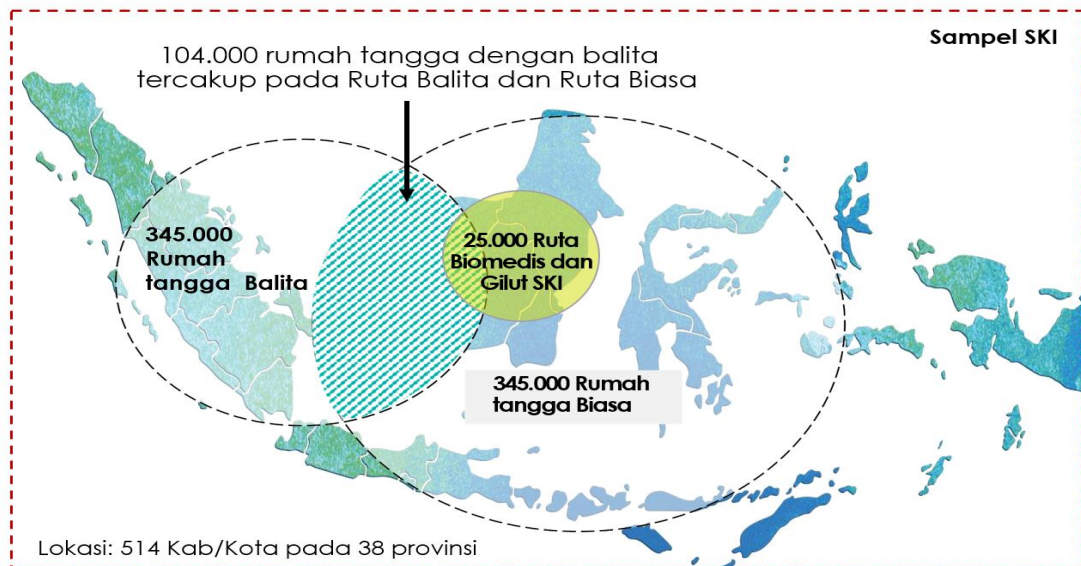 Sampel SKI
104.000 rumah tangga dengan balita
tercakup pada Ruta Balita dan Ruta Biasa
345.000
Rumah
tangga Balita
25.000 Ruta
Biomedis dan
Gilut SKI
345.000 Rumah
tangga Biasa
Lokasi: 514 Kab/Kota pada 38 provinsi